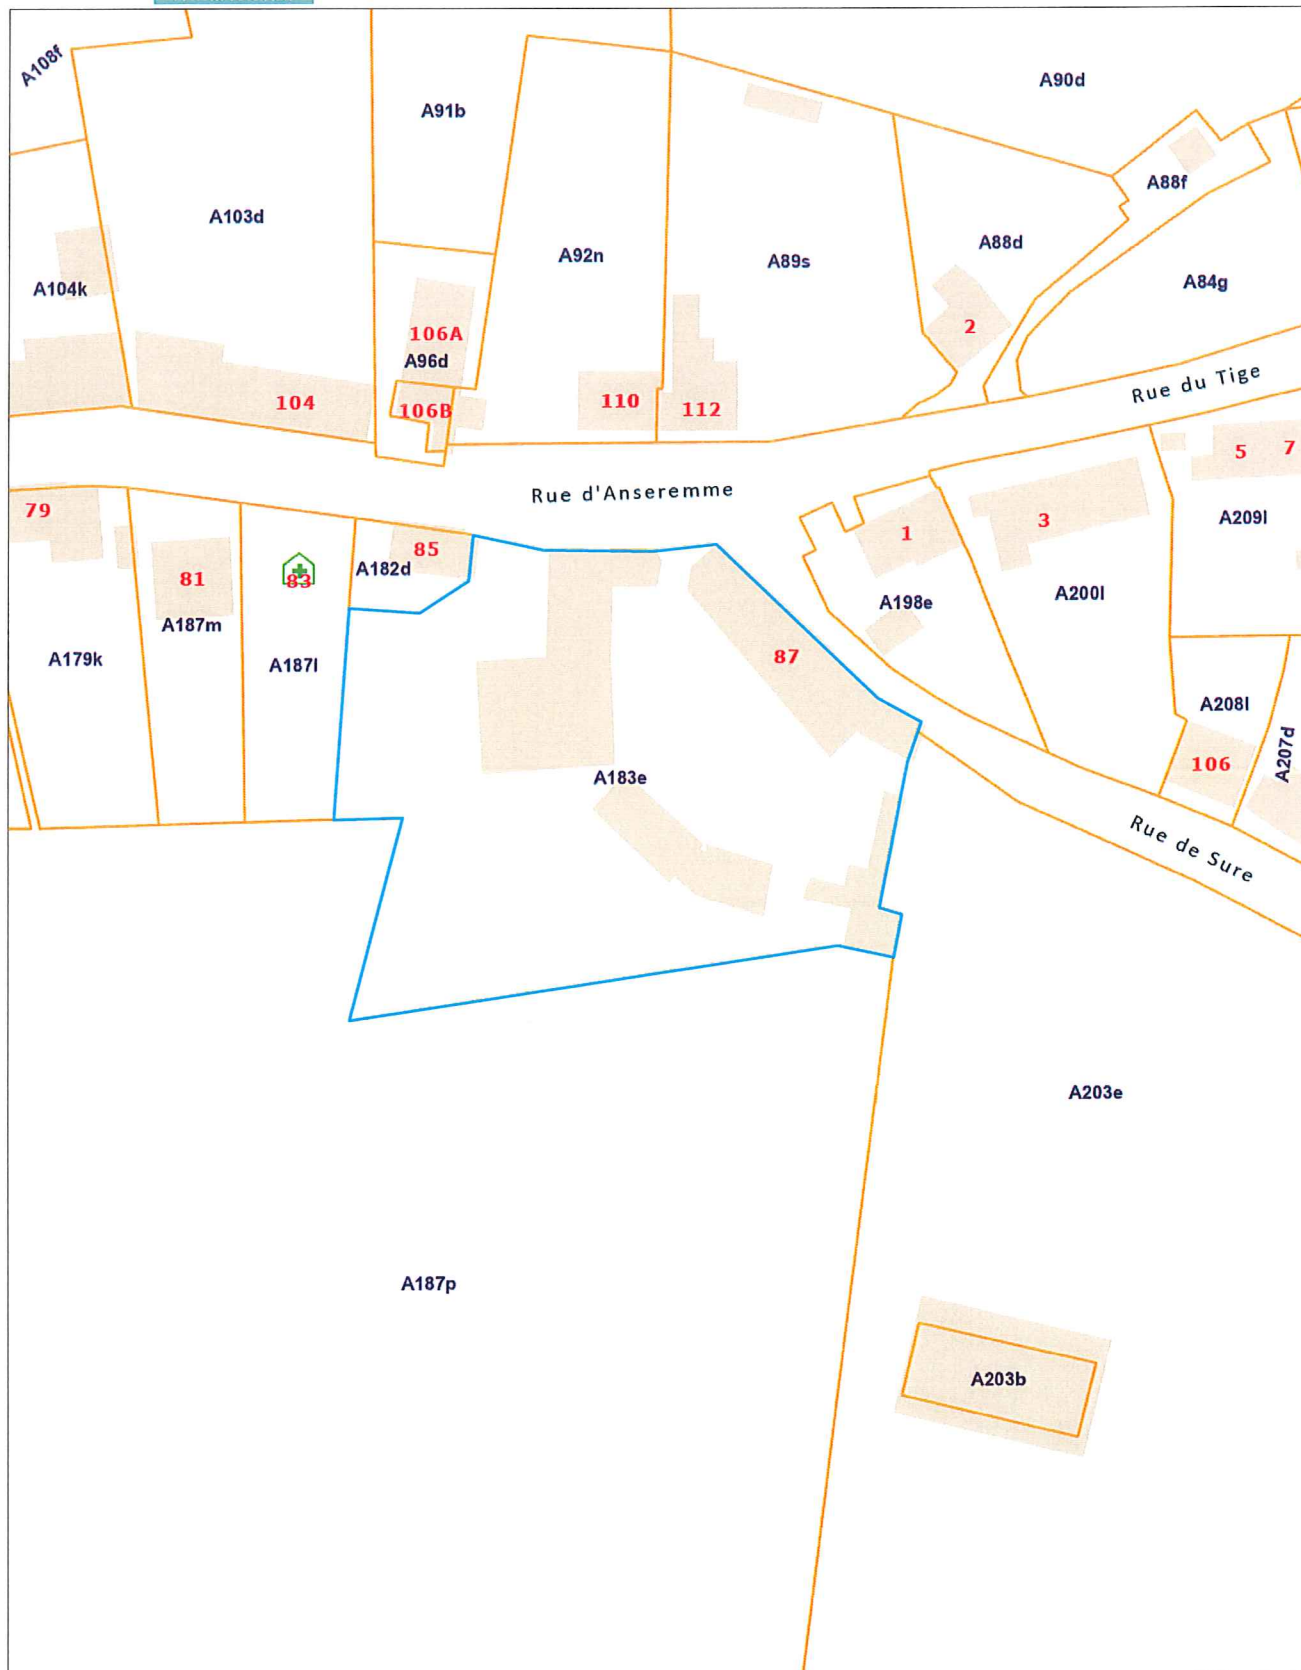 A108f
A90d
A91b
A88f
A103d
A88d
A92n
A89s
A84g
A104k
106A
2
A96d
Rue du Tige
104
106B
110
112
5
7
Rue d'Anseremme
79
A209l
3
1
85
A182d
81
83
A200l
A198e
A187m
A179k
A187l
87
A208l
A207d
106
A183e
Rue de Sure
A203e
A187p
A203b